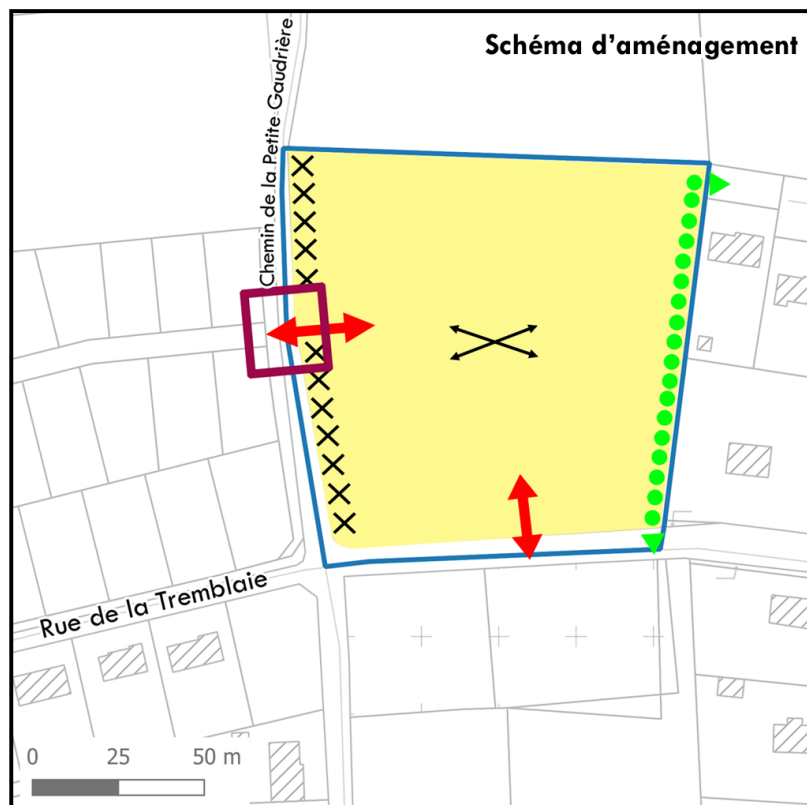 Schéma d'aménagement
Chemin de la Petite Gaudrière
Rue de la Tremblaie
0 25 50 m